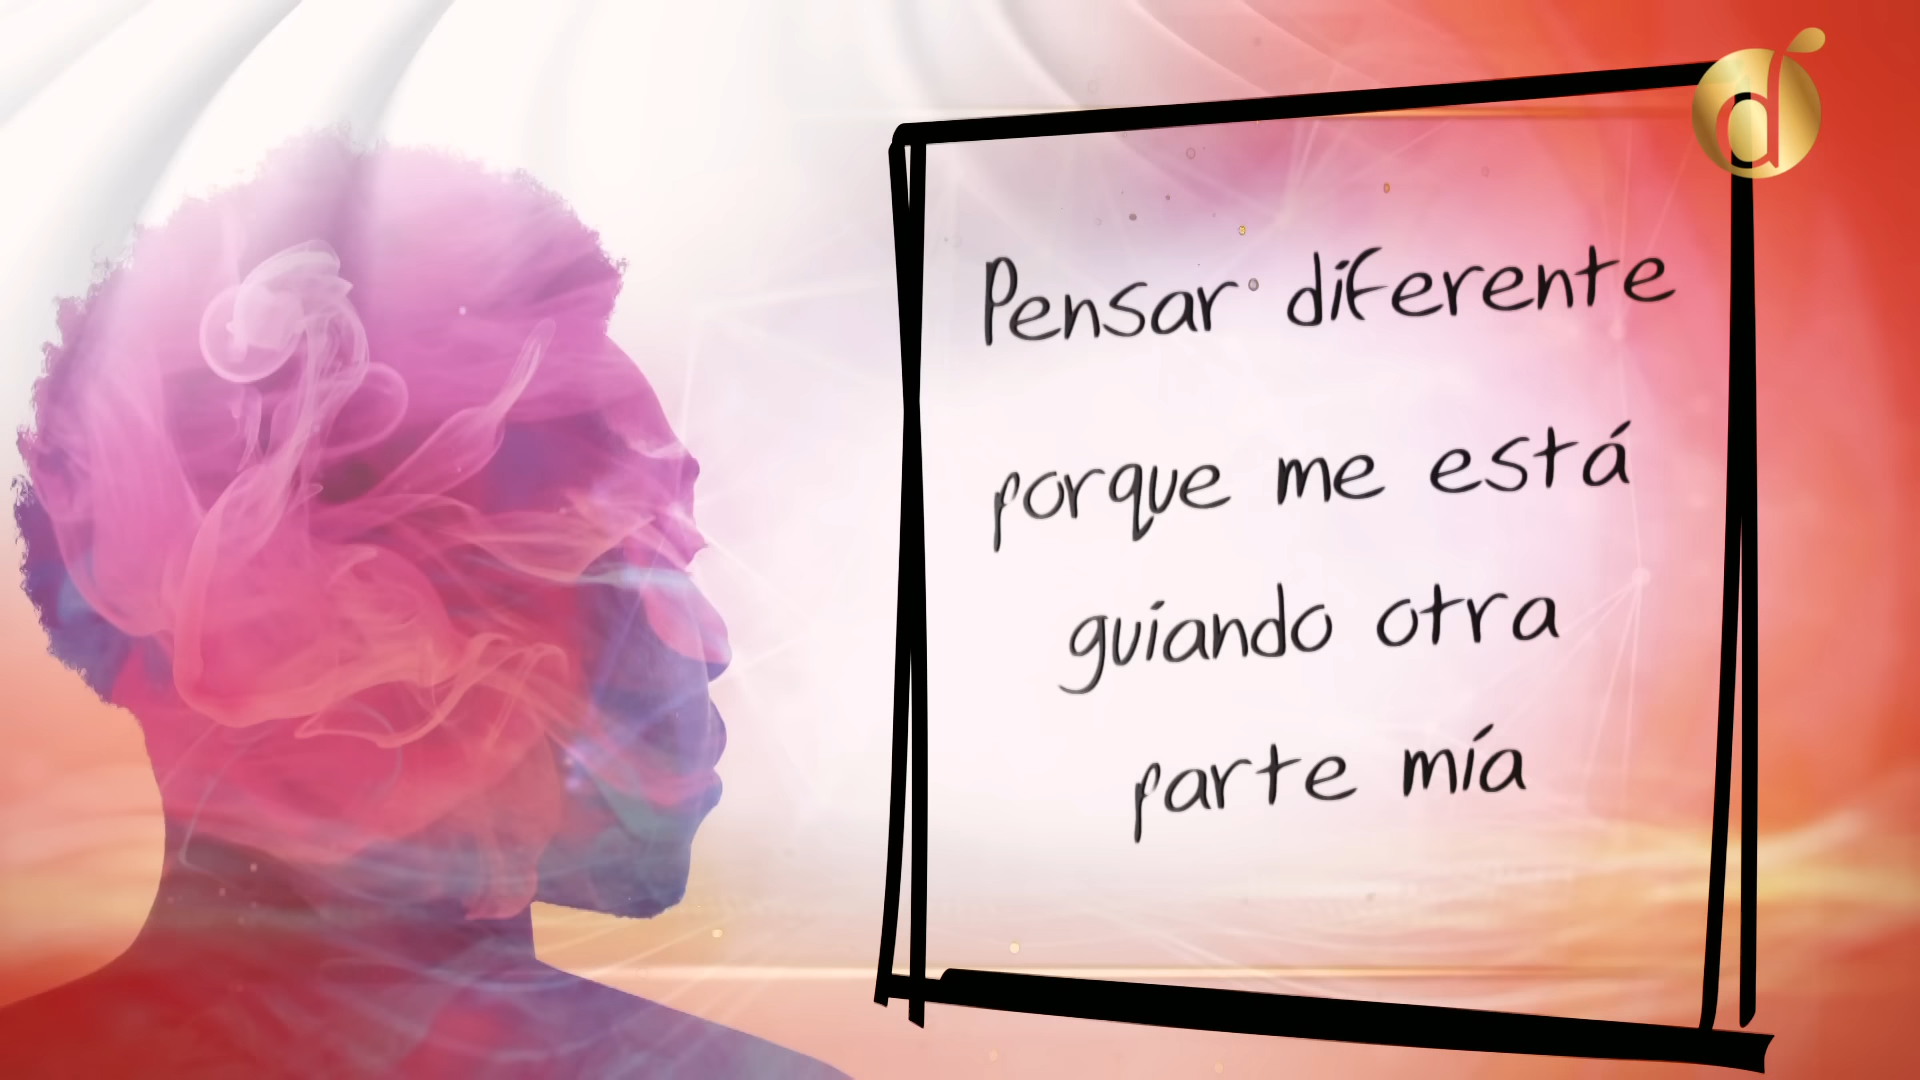 Pensar diferente
porque me está
guiando otra
parte mía
d